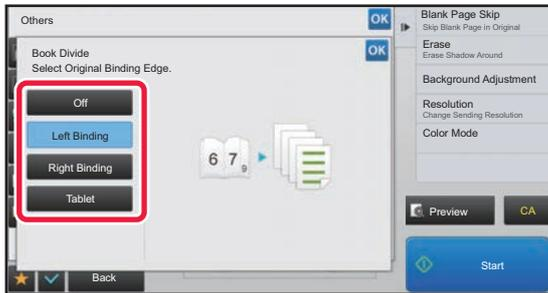 Others
OK
Book Divide
Select Original Binding Edge.
OK
Off
Left Binding
Right Binding
Tablet
6 7 9
Back
Blank Page Skip
Skip Blank Page in Original
Erase
Erase Shadow Around
Background Adjustment
Resolution
Change Sending Resolution
Color Mode
Preview
CA
Start